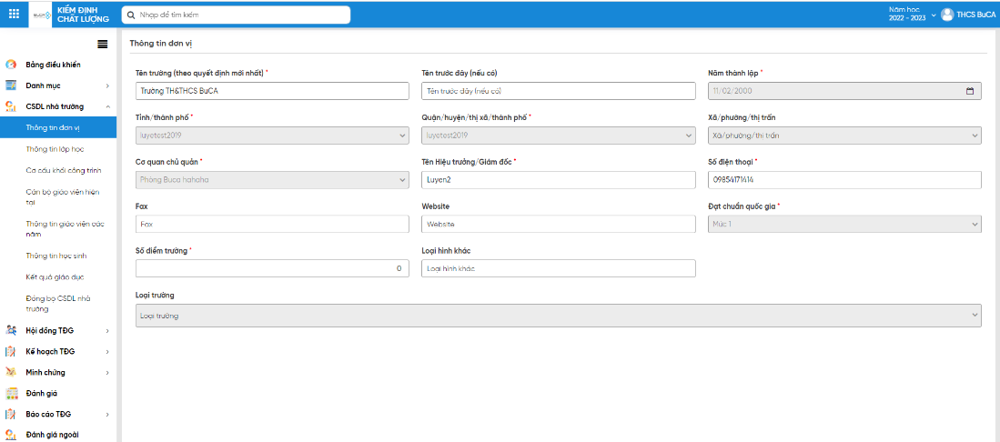 BUCA
KIỂM ĐỊNH
CHẤT LƯỢNG
Nhập để tìm kiếm
Năm học
2022 - 2023
THCS BuCA
Bảng điều khiển
Danh mục
CSDL nhà trường
Thông tin đơn vị
Thông tin lớp học
Cơ cấu khối công trình
Cán bộ giáo viên hiện
tại
Thông tin giáo viên các
năm
Thông tin học sinh
Kết quả giáo dục
Đồng bộ CSDL nhà
trường
Hội đồng TĐG
Kế hoạch TĐG
Minh chứng
Đánh giá
Báo cáo TĐG
Đánh giá ngoài
Thông tin đơn vị
Tên trường (theo quyết định mới nhất) *
Tên trước đây (nếu có)
Năm thành lập *
Trường TH&THCS BuCA
Tên trước đây (nếu có)
11/02/2000
Tỉnh/thành phố *
Quận/huyện/thị xã/thành phố *
Xã/phường/thị trấn
luyetest2019
luyetest2019
Xã/phường/thị trấn
Cơ quan chủ quản *
Tên Hiệu trưởng/Giám đốc *
Số điện thoại *
Phòng Buca hahaha
Luyen2
09854171414
Fax
Website
Đạt chuẩn quốc gia *
Fax
Website
Mức 1
Số điểm trường *
Loại hình khác
0
Loại hình khác
Loại trường
Loại trường